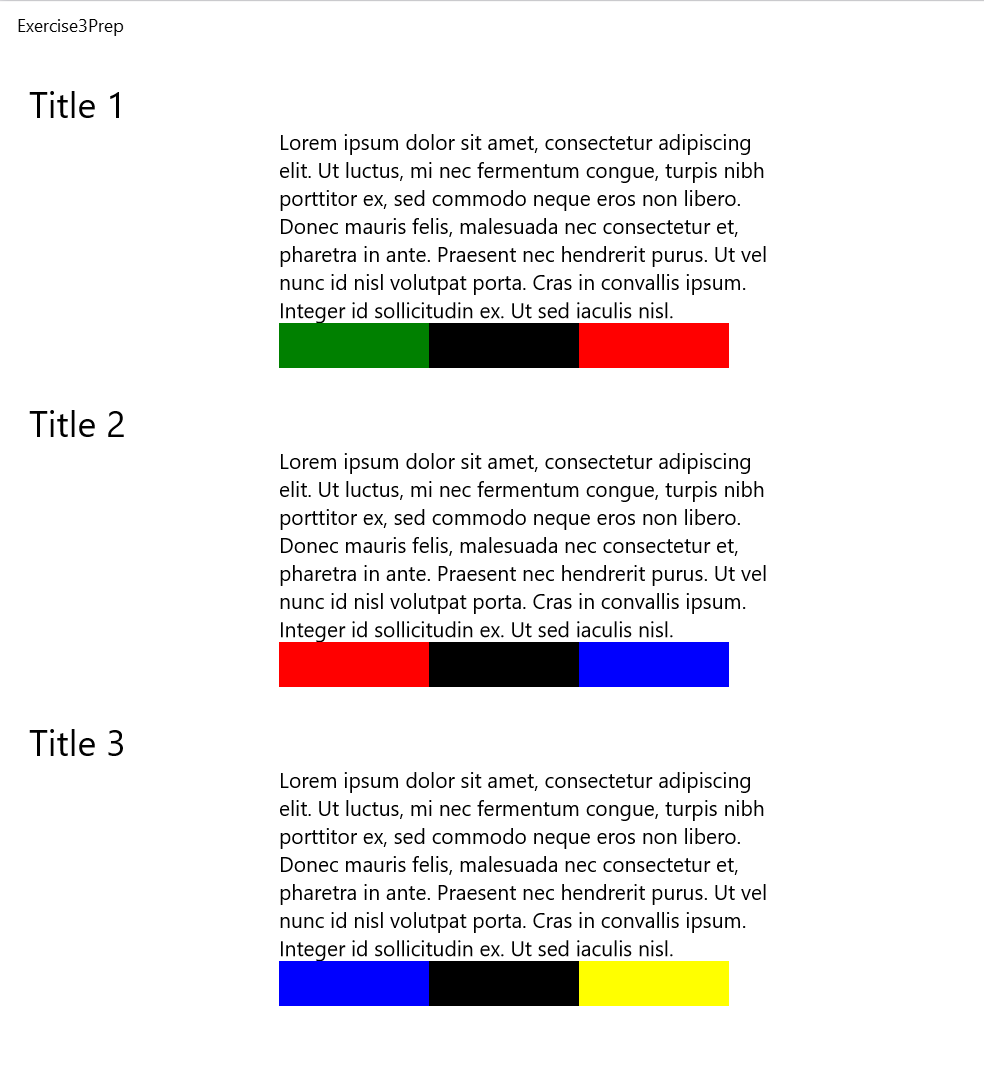 Exercise3Prep
Title 1
Lorem ipsum dolor sit amet, consectetur adipiscing
elit. Ut luctus, mi nec fermentum congue, turpis nibh
porttitor ex, sed commodo neque eros non libero.
Donec mauris felis, malesuada nec consectetur et,
pharetra in ante. Praesent nec hendrerit purus. Ut vel
nunc id nisl volutpat porta. Cras in convallis ipsum.
Integer id sollicitudin ex. Ut sed iaculis nisl.
Title 2
Lorem ipsum dolor sit amet, consectetur adipiscing
elit. Ut luctus, mi nec fermentum congue, turpis nibh
porttitor ex, sed commodo neque eros non libero.
Donec mauris felis, malesuada nec consectetur et,
pharetra in ante. Praesent nec hendrerit purus. Ut vel
nunc id nisl volutpat porta. Cras in convallis ipsum.
Integer id sollicitudin ex. Ut sed iaculis nisl.
Title 3
Lorem ipsum dolor sit amet, consectetur adipiscing
elit. Ut luctus, mi nec fermentum congue, turpis nibh
porttitor ex, sed commodo neque eros non libero.
Donec mauris felis, malesuada nec consectetur et,
pharetra in ante. Praesent nec hendrerit purus. Ut vel
nunc id nisl volutpat porta. Cras in convallis ipsum.
Integer id sollicitudin ex. Ut sed iaculis nisl.